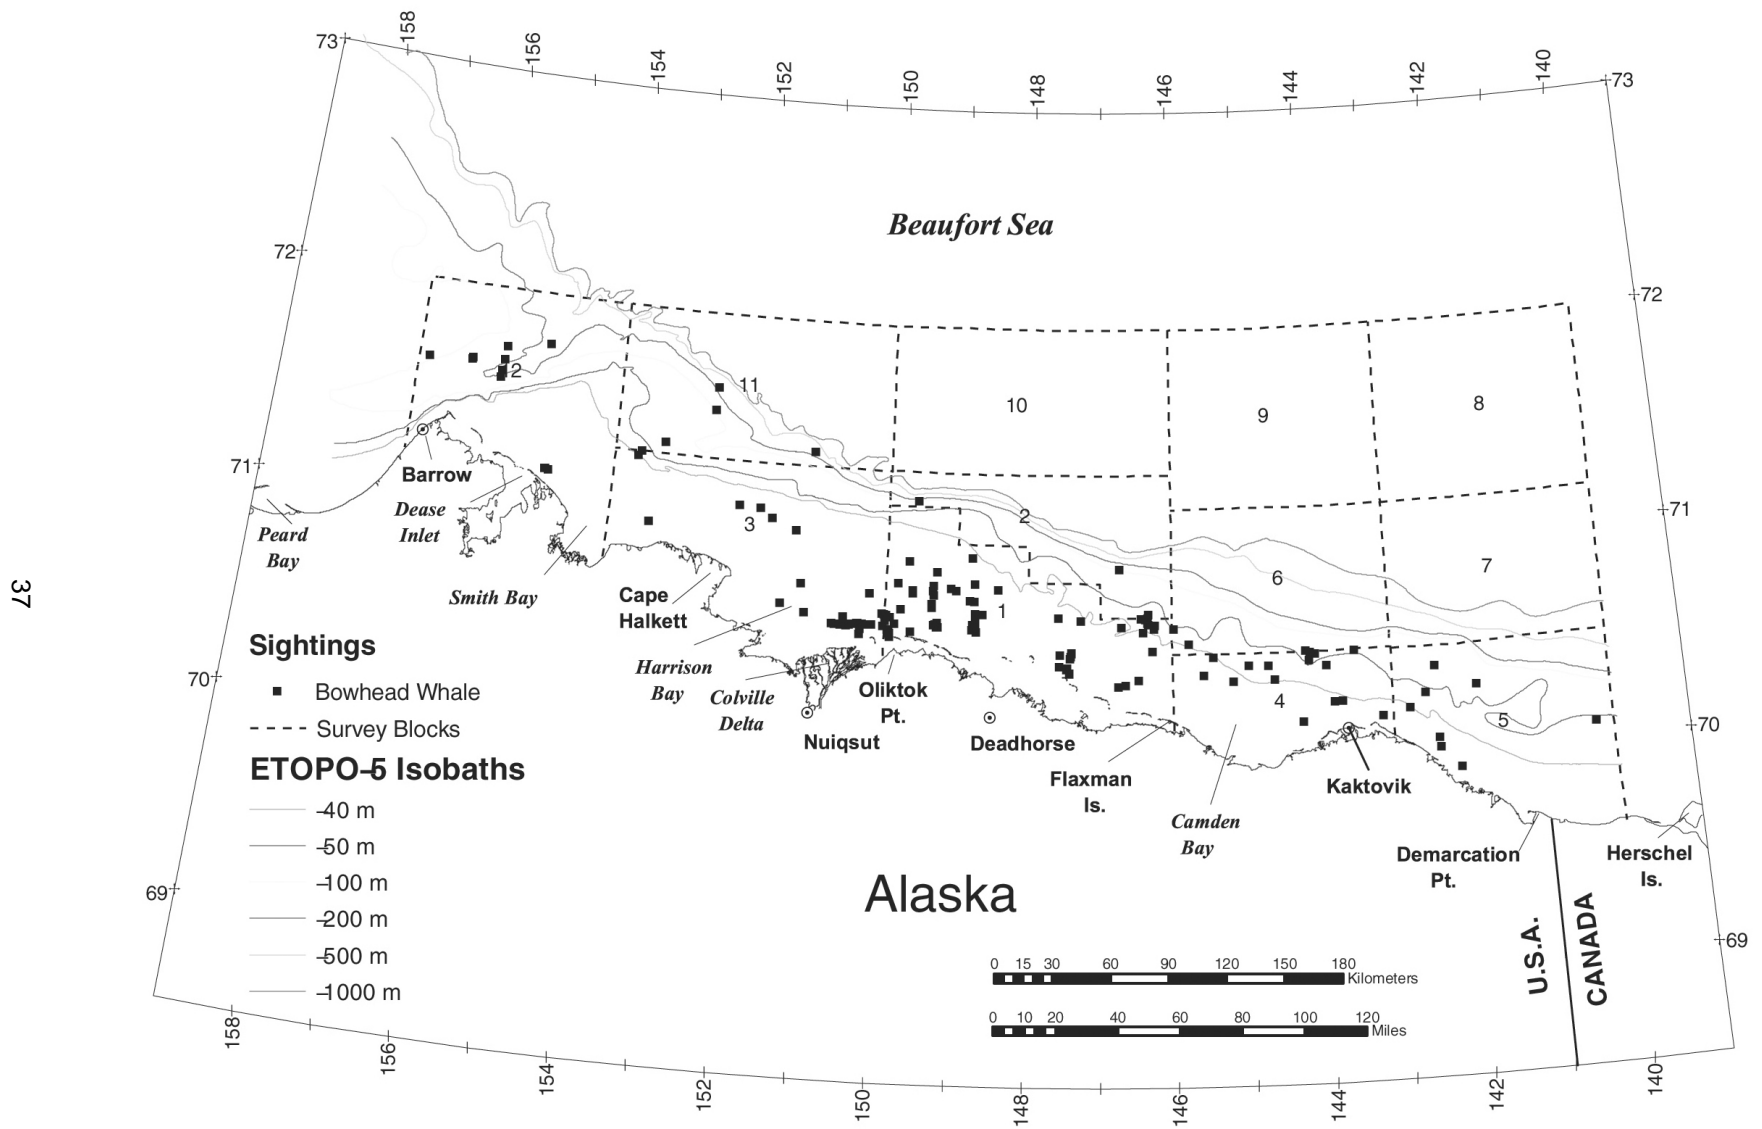 158
156
154
152
150
148
146
144
142
140
73
73
72
72
71
71
70
70
69
69
Beaufort Sea
11
10
9
8
12
3
2
1
6
7
4
5
Barrow
Peard
Bay
Dease
Inlet
Smith Bay
Cape
Halkett
Harrison
Bay
Colville
Delta
Nuiqsut
Oliktok
Pt.
Deadhorse
Flaxman
Is.
Camden
Bay
Kaktovik
Demarcation
Pt.
Herschel
Is.
37
Sightings
Bowhead Whale
Survey Blocks
ETOPO-5 Isobaths
-40 m
-50 m
-100 m
-200 m
-500 m
-1000 m
Alaska
U.S.A.
CANADA
0 15 30 60 90 120 150 180
Kilometers
0 10 20 40 60 80 100 120
Miles
158
156
154
152
150
148
146
144
142
140